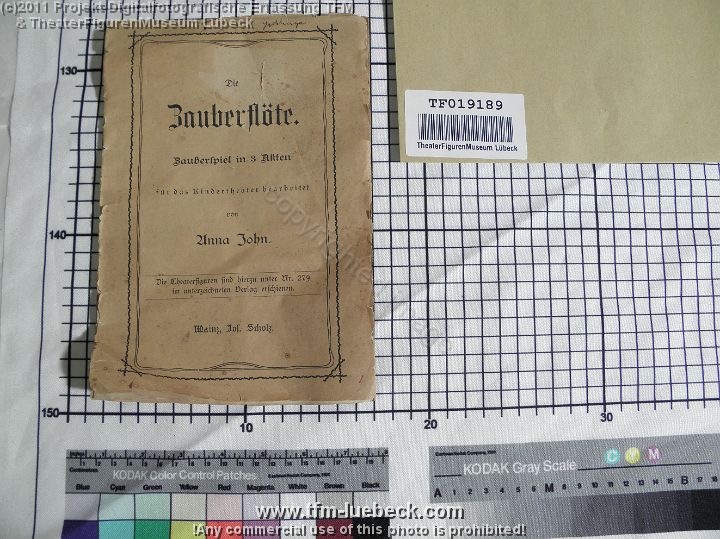 (c)2011 Projekt Digitalfotografische Erfassung TFM
& TheaterFigurenMuseum Lübeck
Die
Zauberflöte.
Zauberspiel in 3 Akten
für das Kindertheater bearbeitet
von
Anna John.
Die Theaterfiguren sind hierzu unter Nr. 279
im unterzeichneten Verlag erschienen.
Mainz, Jos. Scholz.
TF019189
TheaterFigurenMuseum Lübeck
copyrighted image
130
140
150
10
20
30
KODAK Color Control Patches
Blue Cyan Green Yellow Red Magenta White Brown Black
KODAK Gray Scale
C M M
A 1 2 3 4 5 6 M 8 9 10 11 12 13 14 15 B 17 18 19
www.tfm-luebeck.com
!Any commercial use of this photo is prohibited!